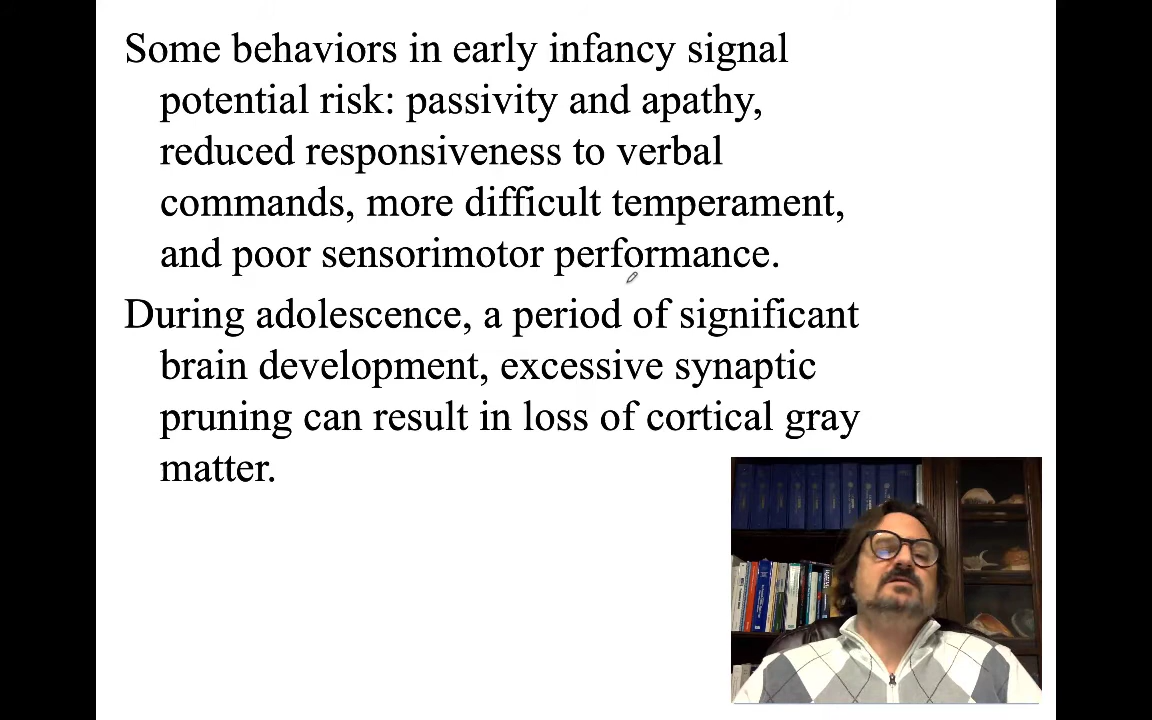 Some behaviors in early infancy signal
potential risk: passivity and apathy,
reduced responsiveness to verbal
commands, more difficult temperament,
and poor sensorimotor performance.
During adolescence, a period of significant
brain development, excessive synaptic
pruning can result in loss of cortical gray
matter.